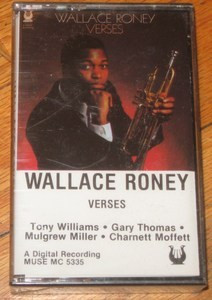 WALLACE RONEY
VERSES
WALLACE RONEY
VERSES
Tony Williams • Gary Thomas •
Mulgrew Miller • Charnett Moffett
A Digital Recording
MUSE MC 5335